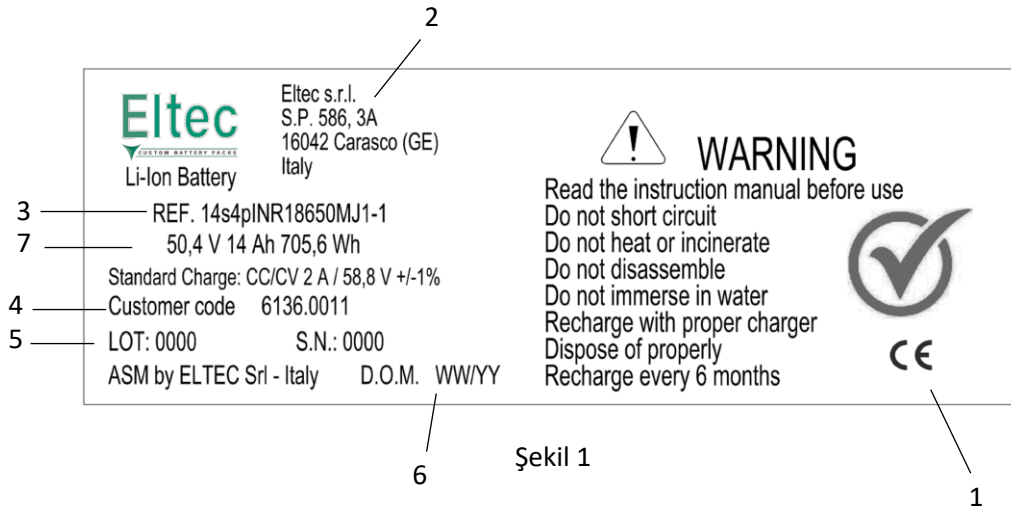 2
Eltec
CUSTOM BATTERY PACKS
Li-Ion Battery
Eltec s.r.l.
S.P. 586, 3A
16042 Carasco (GE)
Italy
3
REF. 14s4pINR18650MJ1-1
7
50,4 V 14 Ah 705,6 Wh
Standard Charge: CC/CV 2 A / 58,8 V +/-1%
4
Customer code 6136.0011
5
LOT: 0000 S.N.: 0000
ASM by ELTEC Srl - Italy D.O.M. WW/YY
! WARNING
Read the instruction manual before use
Do not short circuit
Do not heat or incinerate
Do not disassemble
Do not immerse in water
Recharge with proper charger
Dispose of properly
Recharge every 6 months
CE
6
Şekil 1
1